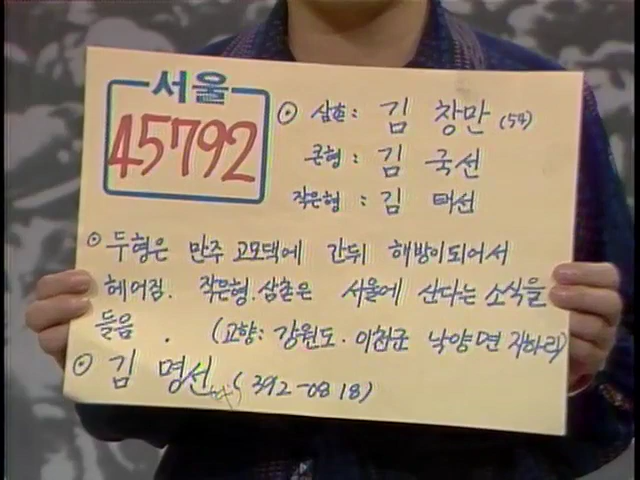 서울
45792
⊙ 삼촌: 김 창만 (54)
큰형: 김 국선
작은형: 김 택선
⊙ 두형은 만주 고모댁에 간뒤 해방이되어서
헤어짐. 작은형.삼촌은 서울에 산다는 소식을
들음. (고향: 강원도. 이천군 낙양면 지하리)
⊙ 김 명선 (392-0818)